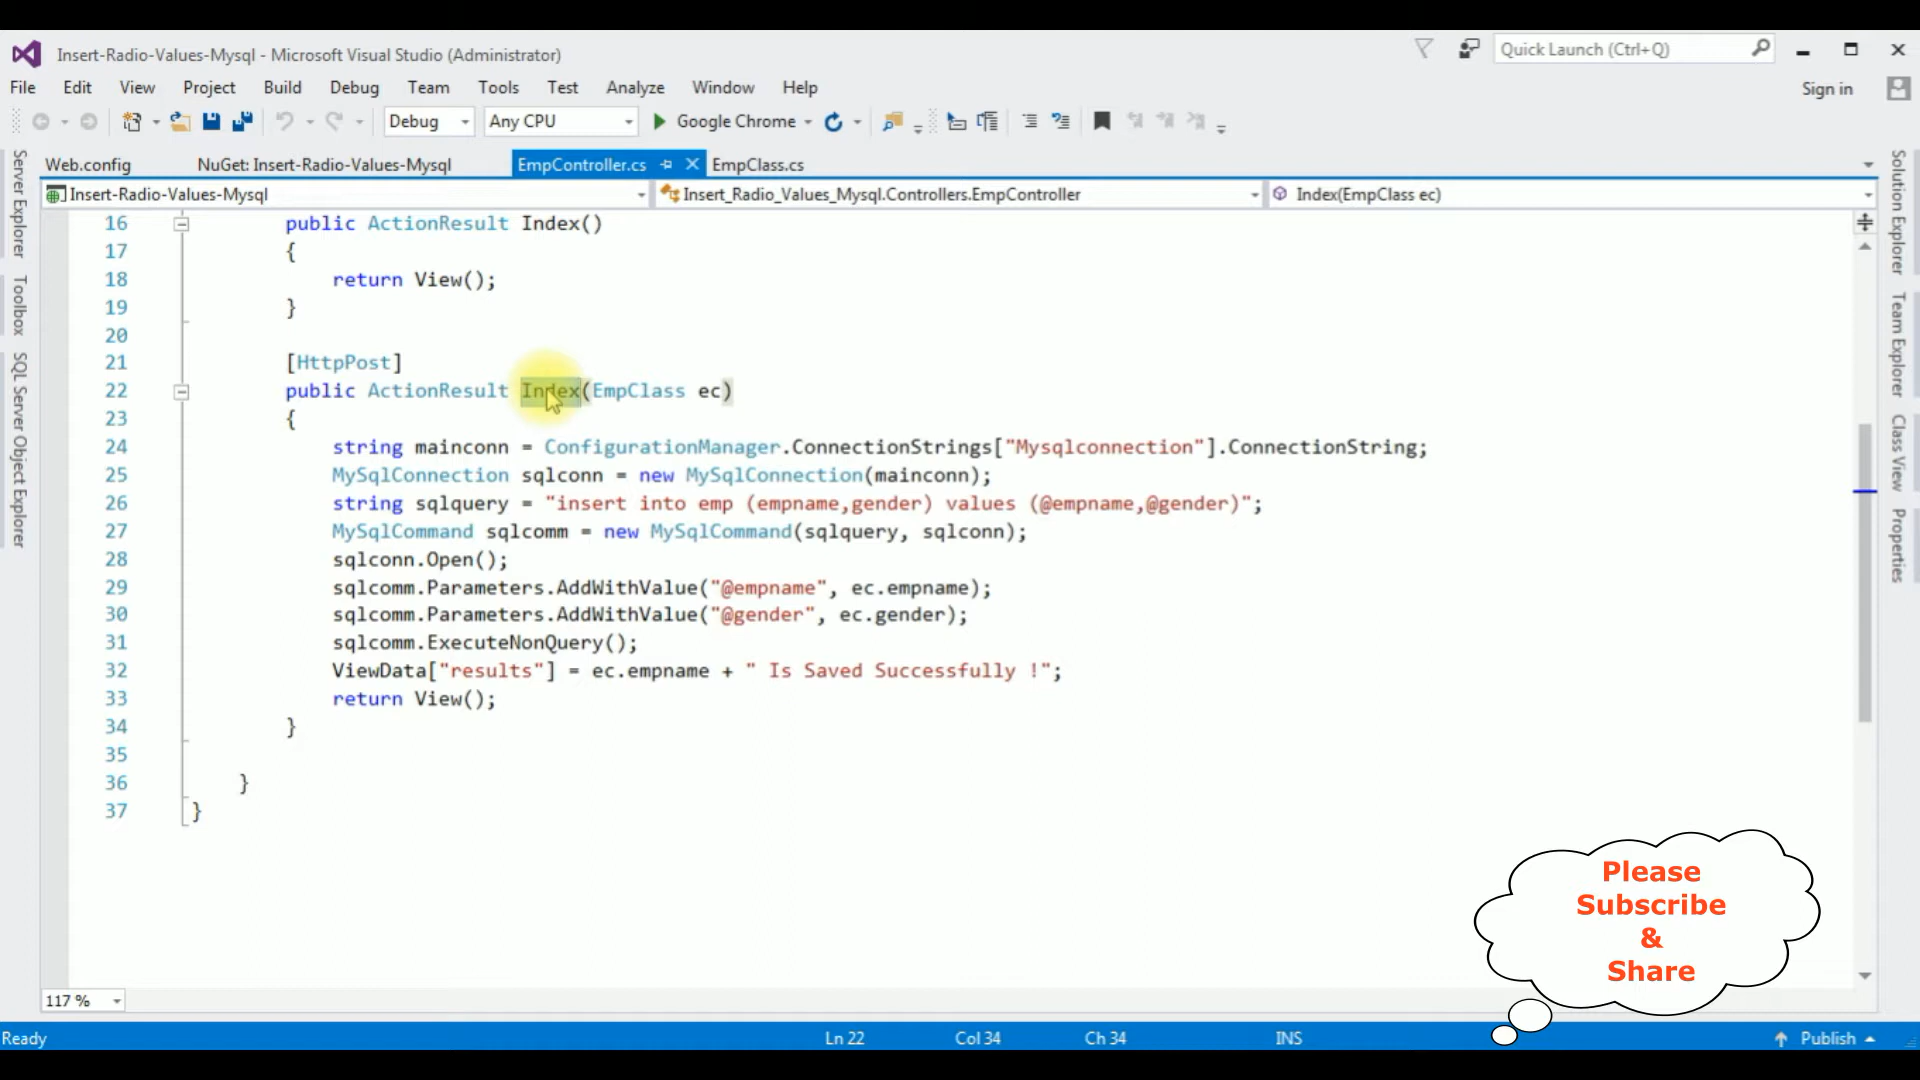 Insert-Radio-Values-Mysql - Microsoft Visual Studio (Administrator)
Quick Launch (Ctrl+Q)
File Edit View Project Build Debug Team Tools Test Analyze Window Help
Sign in
Debug Any CPU Google Chrome
Web.config NuGet: Insert-Radio-Values-Mysql EmpController.cs EmpClass.cs
Insert-Radio-Values-Mysql Insert_Radio_Values_Mysql.Controllers.EmpController Index(EmpClass ec)
Server Explorer
Toolbox
SQL Server Object Explorer
16 public ActionResult Index()
17 {
18 return View();
19 }
20
21 [HttpPost]
22 public ActionResult Index(EmpClass ec)
23 {
24 string mainconn = ConfigurationManager.ConnectionStrings["Mysqlconnection"].ConnectionString;
25 MySqlConnection sqlconn = new MySqlConnection(mainconn);
26 string sqlquery = "insert into emp (empname,gender) values (@empname,@gender)";
27 MySqlCommand sqlcomm = new MySqlCommand(sqlquery, sqlconn);
28 sqlconn.Open();
29 sqlcomm.Parameters.AddWithValue("@empname", ec.empname);
30 sqlcomm.Parameters.AddWithValue("@gender", ec.gender);
31 sqlcomm.ExecuteNonQuery();
32 ViewData["results"] = ec.empname + " Is Saved Successfully !";
33 return View();
34 }
35
36 }
37 }
Solution Explorer
Team Explorer
Class View
Properties
Please
Subscribe
&
Share
117 %
Ready Ln 22 Col 34 Ch 34 INS Publish